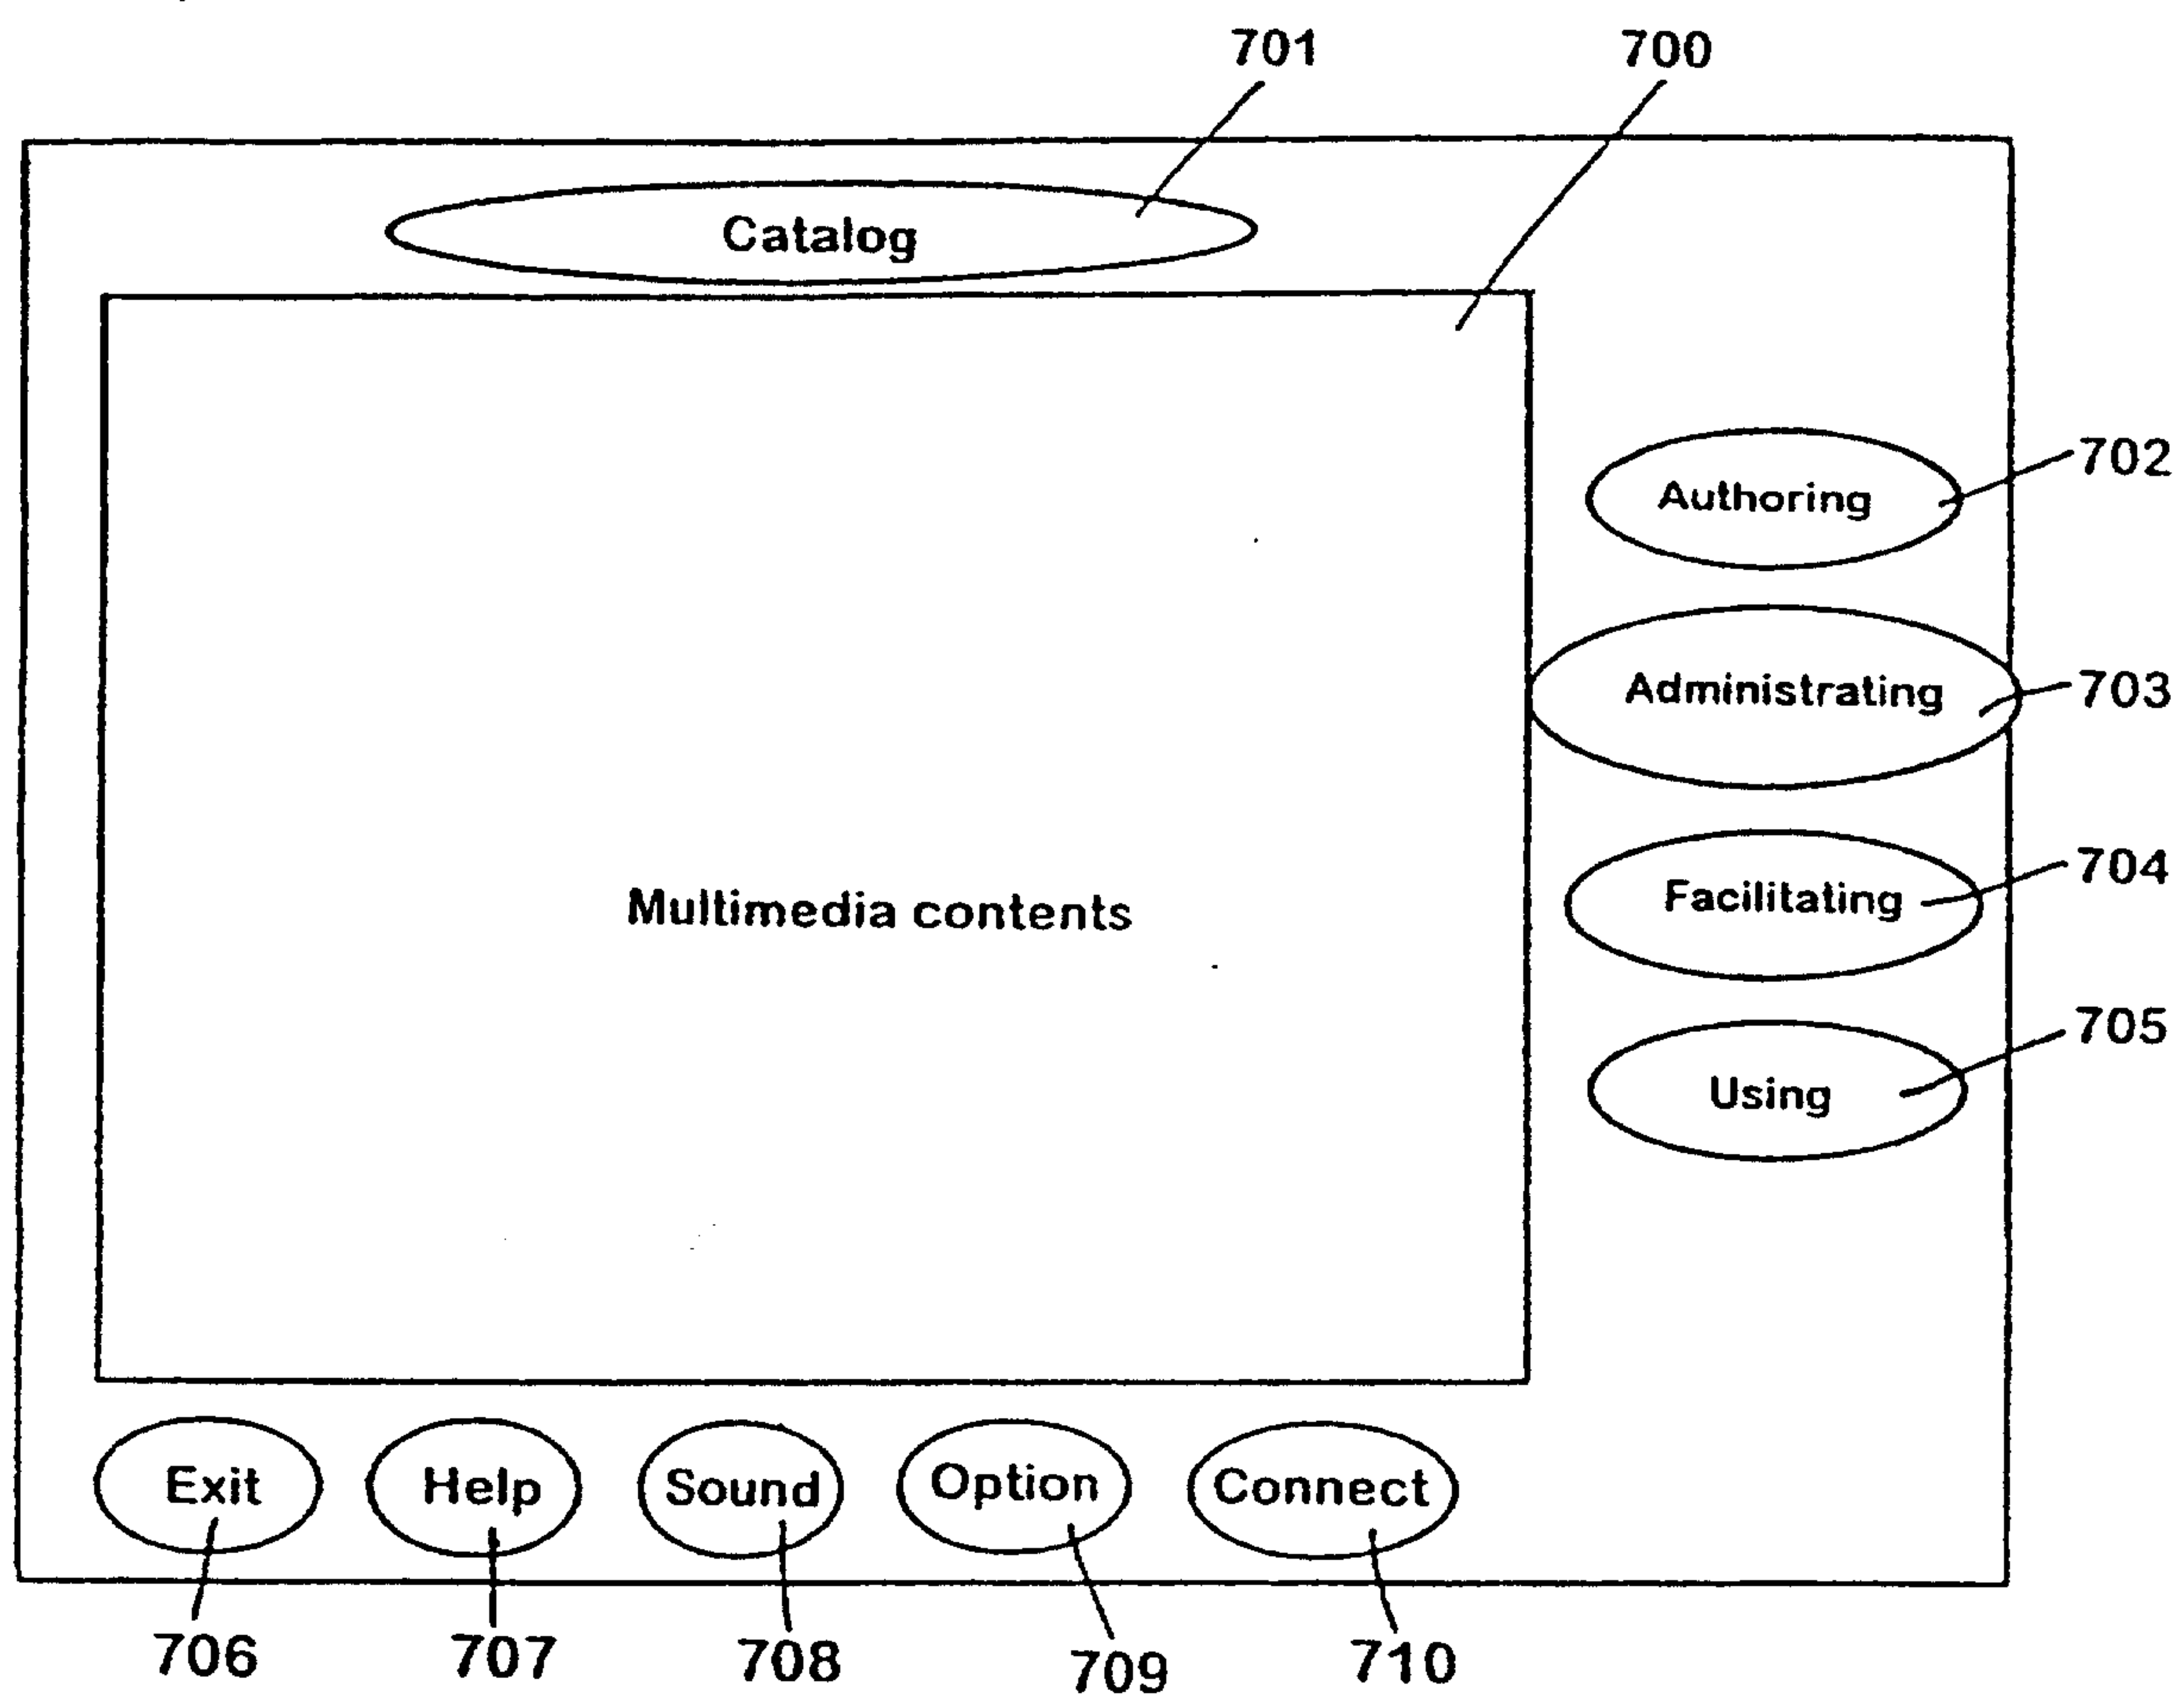 701 700
Catalog
Authoring 702
Administrating 703
Facilitating 704
Multimedia contents
Using 705
Exit Help Sound Option Connect
706 707 708 709 710